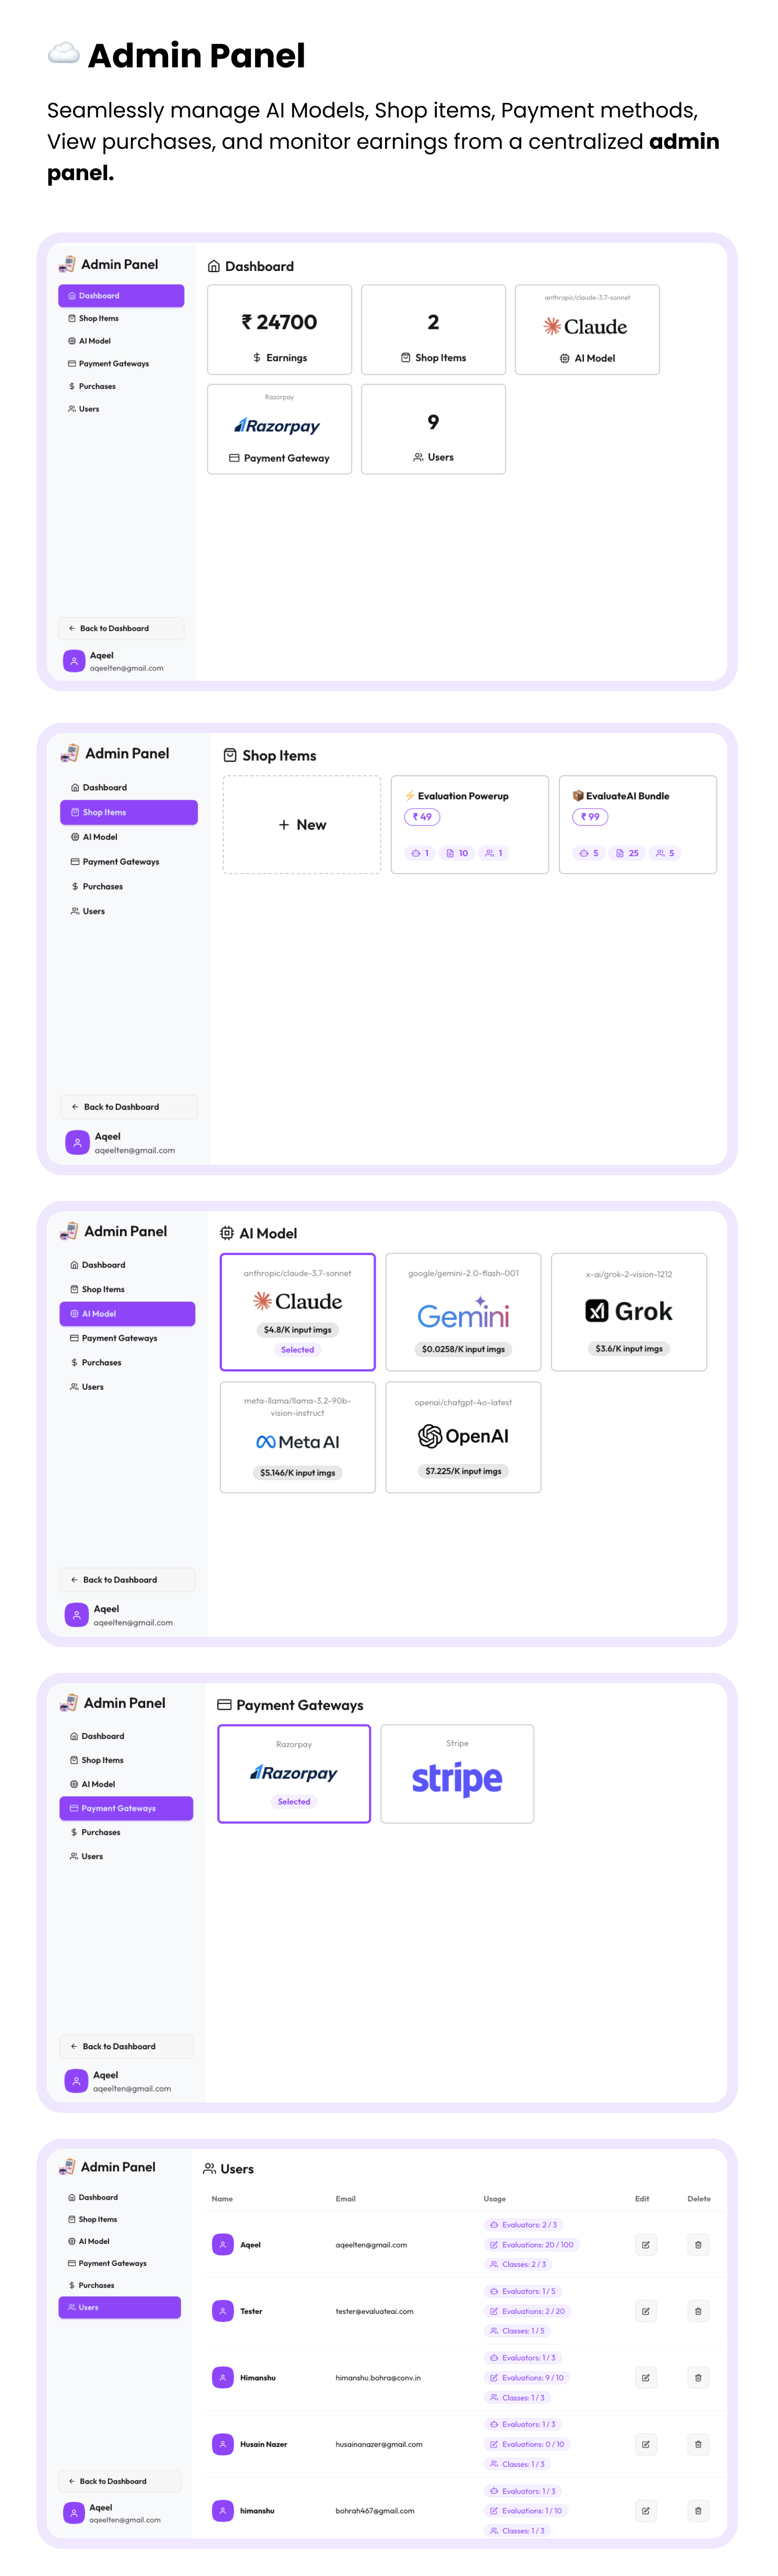 Admin Panel
Seamlessly manage AI Models, Shop items, Payment methods,
View purchases, and monitor earnings from a centralized admin
panel.
Admin Panel
Dashboard
Shop Items
AI Model
Payment Gateways
Purchases
Users
Back to Dashboard
Aqeel
aqeelten@gmail.com
Dashboard
₹ 24700
Earnings
2
Shop Items
anthropic/claude-3.7-sonnet
Claude
AI Model
Razorpay
Razorpay
Payment Gateway
9
Users
Admin Panel
Dashboard
Shop Items
AI Model
Payment Gateways
Purchases
Users
Back to Dashboard
Aqeel
aqeelten@gmail.com
Shop Items
+ New
Evaluation Powerup
₹ 49
1 10 1
EvaluateAI Bundle
₹ 99
5 25 5
Admin Panel
Dashboard
Shop Items
AI Model
Payment Gateways
Purchases
Users
Back to Dashboard
Aqeel
aqeelten@gmail.com
AI Model
anthropic/claude-3.7-sonnet
Claude
$4.8/K input imgs
Selected
google/gemini-2.0-flash-001
Gemini
$0.0258/K input imgs
x-ai/grok-2-vision-1212
Grok
$3.6/K input imgs
meta-llama/llama-3.2-90b-
vision-instruct
Meta AI
$5.146/K input imgs
openai/chatgpt-4o-latest
OpenAI
$7.225/K input imgs
Admin Panel
Dashboard
Shop Items
AI Model
Payment Gateways
Purchases
Users
Back to Dashboard
Aqeel
aqeelten@gmail.com
Payment Gateways
Razorpay
Razorpay
Selected
Stripe
stripe
Admin Panel
Dashboard
Shop Items
AI Model
Payment Gateways
Purchases
Users
Back to Dashboard
Aqeel
aqeelten@gmail.com
Users
Name Email Usage Edit Delete
Aqeel aqeelten@gmail.com
Evaluators: 2 / 3
Evaluations: 20 / 100
Classes: 2 / 3
Tester tester@evaluateai.com
Evaluators: 1 / 5
Evaluations: 2 / 20
Classes: 1 / 5
Himanshu himanshu.bohra@conv.in
Evaluators: 1 / 3
Evaluations: 9 / 10
Classes: 1 / 3
Husain Nazer husainanazer@gmail.com
Evaluators: 1 / 3
Evaluations: 0 / 10
Classes: 1 / 3
himanshu bohrah467@gmail.com
Evaluators: 1 / 3
Evaluations: 1 / 10
Classes: 1 / 3